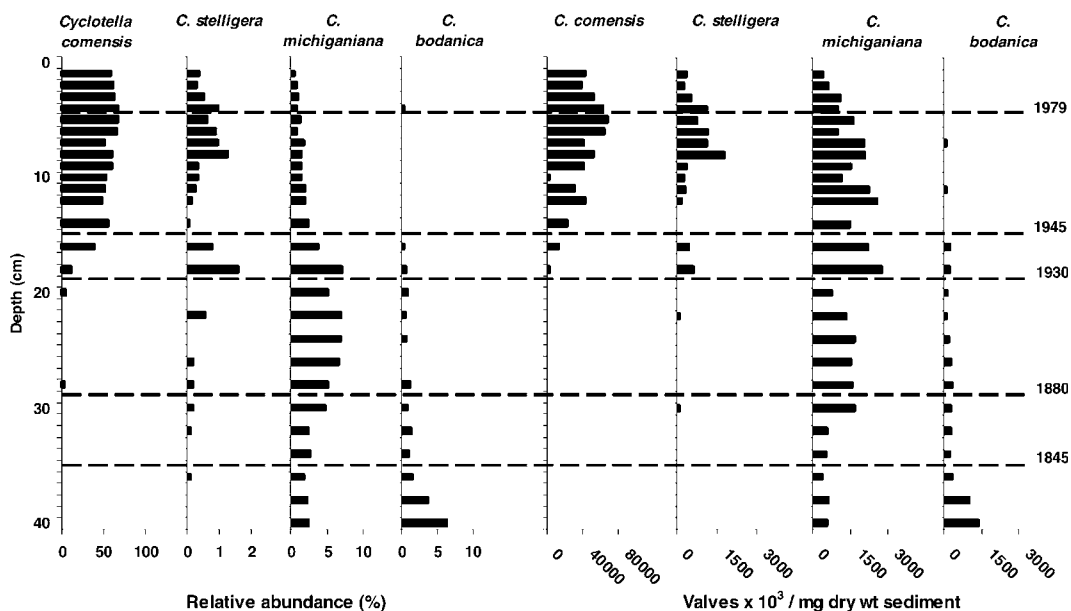 Cyclotella comensis
C. stelligera
C. michiganiana
C. bodanica
C. comensis
C. stelligera
C. michiganiana
C. bodanica
0
10
20
30
40
Depth (cm)
1979
1945
1930
1880
1845
0 50 100
0 1 2
0 5 10
0 5 10
0 40000 80000
0 1500 3000
0 1500 3000
0 1500 3000
Relative abundance (%)
Valves x 10³ / mg dry wt sediment